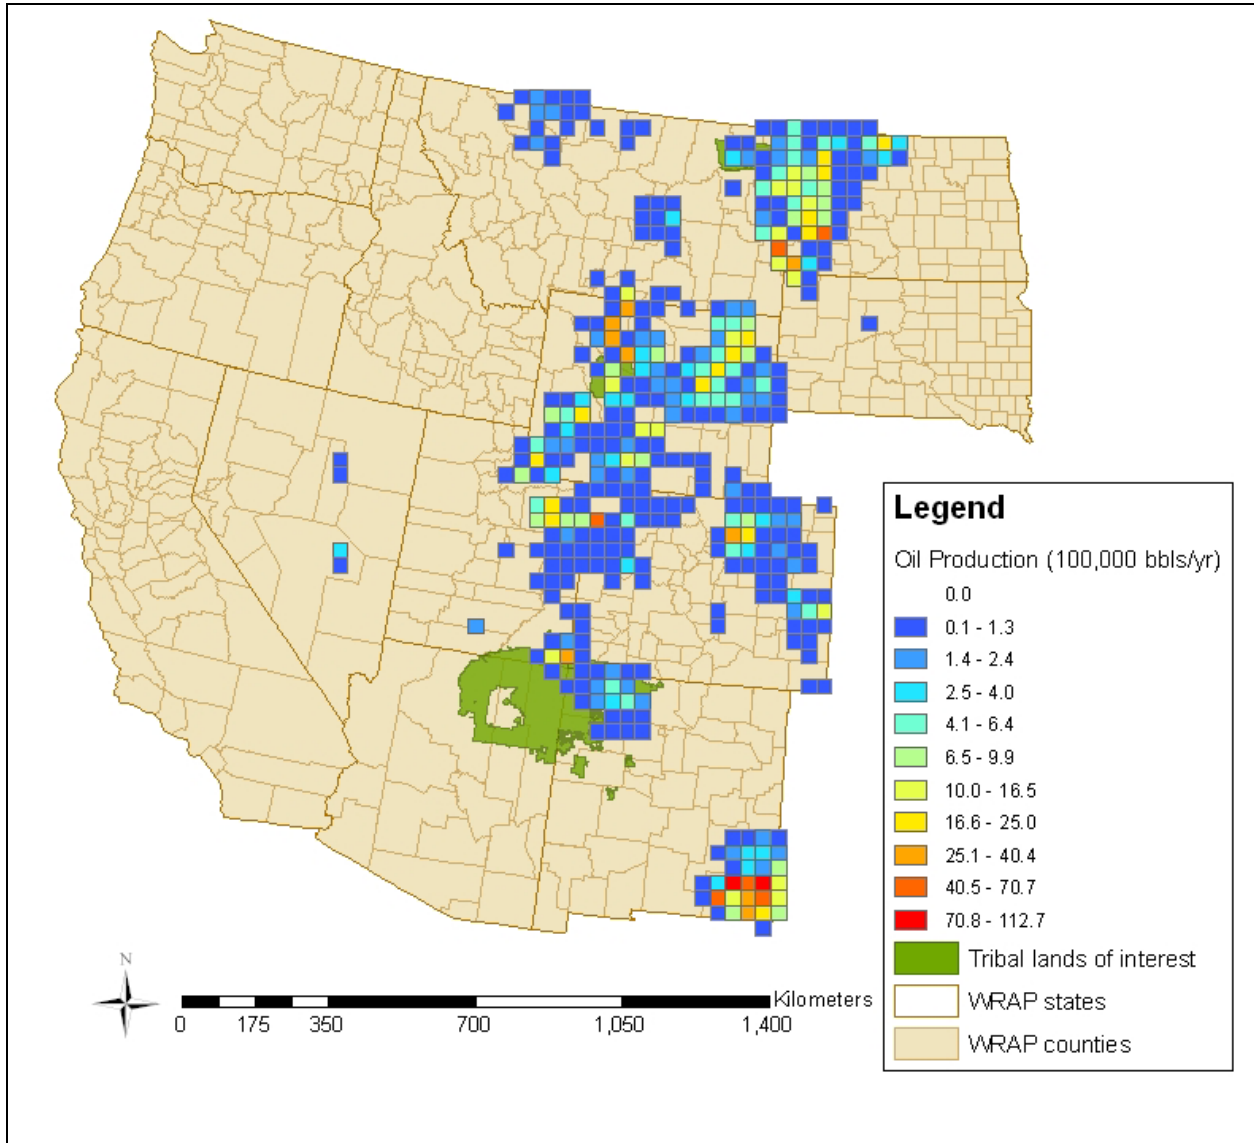 Legend
Oil Production (100,000 bbls/yr)
0.0
0.1 - 1.3
1.4 - 2.4
2.5 - 4.0
4.1 - 6.4
6.5 - 9.9
10.0 - 16.5
16.6 - 25.0
25.1 - 40.4
40.5 - 70.7
70.8 - 112.7
Tribal lands of interest
WRAP states
WRAP counties
N
Kilometers
0 175 350 700 1,050 1,400